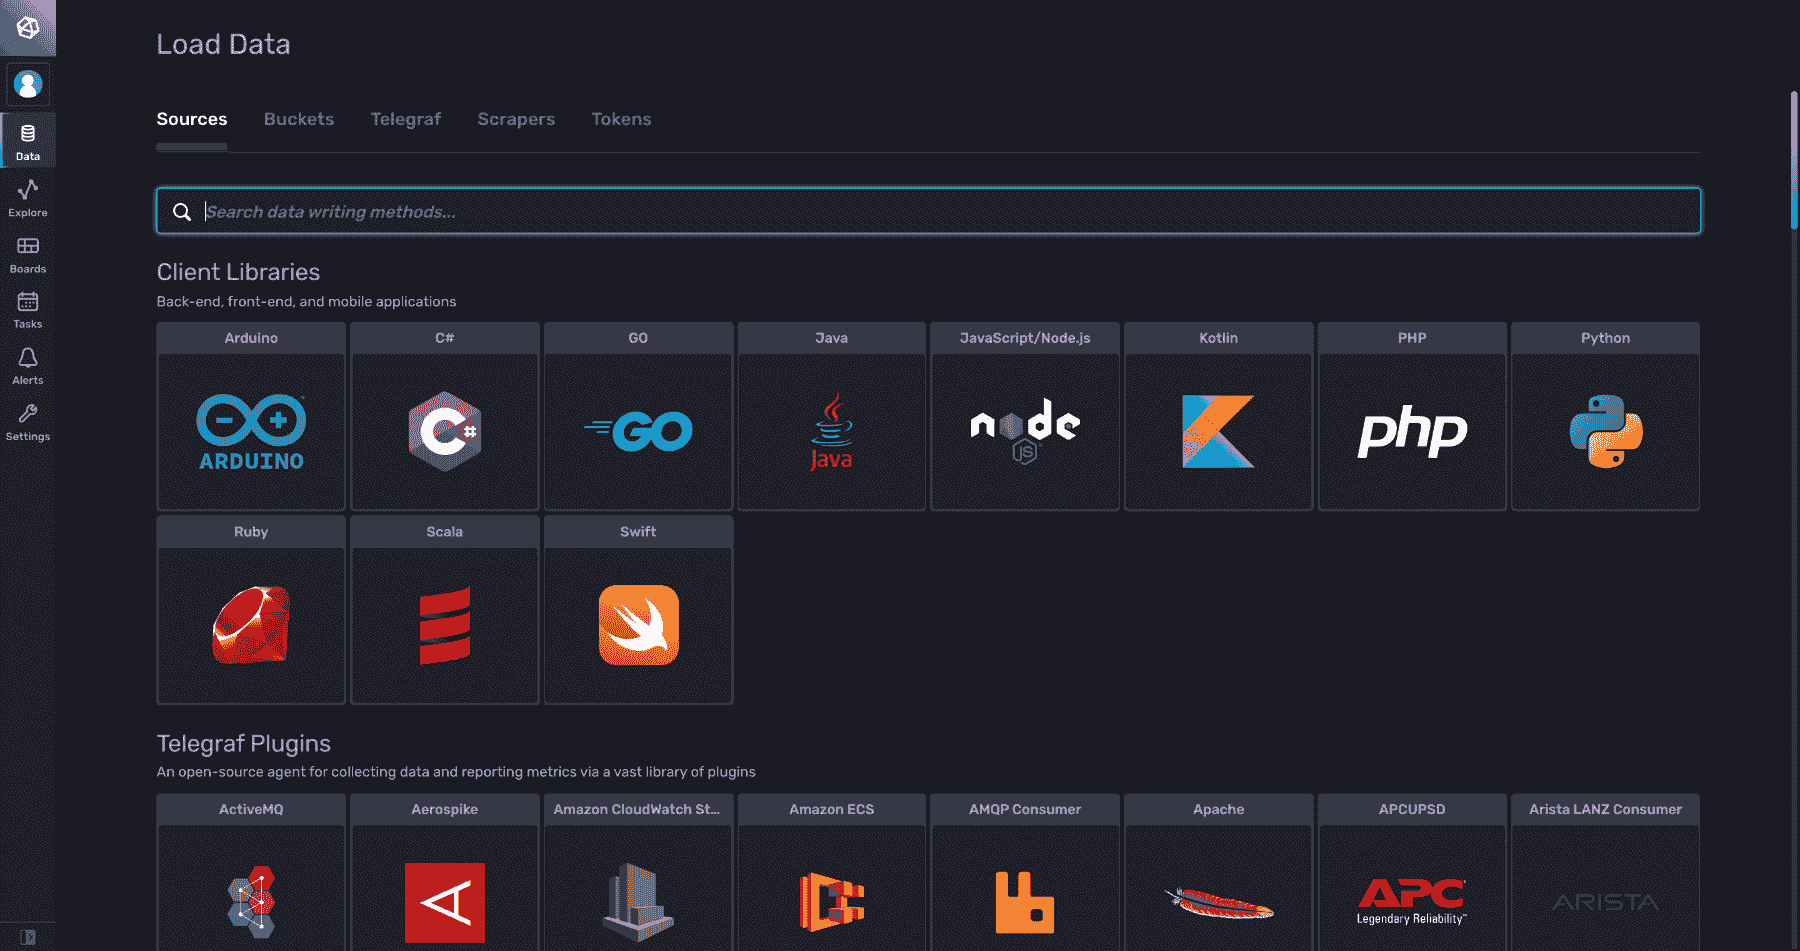 Load Data
Sources Buckets Telegraf Scrapers Tokens
Search data writing methods...
Data
Explore
Boards
Tasks
Alerts
Settings
Client Libraries
Back-end, front-end, and mobile applications
Arduino C# GO Java JavaScript/Node.js Kotlin PHP Python
ARDUINO C# GO Java node JS php
Ruby Scala Swift
Telegraf Plugins
An open-source agent for collecting data and reporting metrics via a vast library of plugins
ActiveMQ Aerospike Amazon CloudWatch St... Amazon ECS AMQP Consumer Apache APCUPSD Arista LANZ Consumer
APC ARISTA
Legendary Reliability™